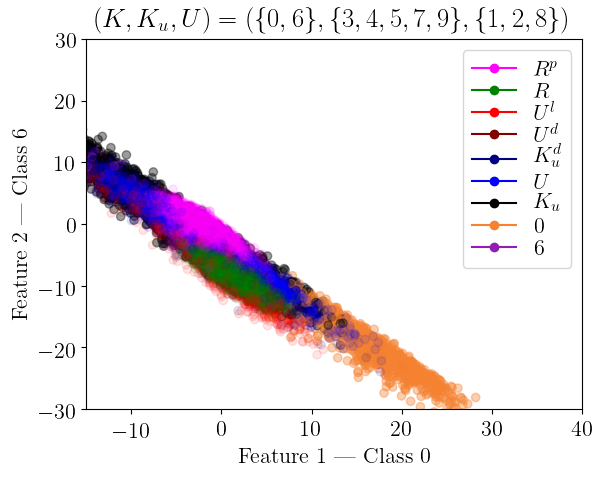 (K, K_u, U) = ({0, 6}, {3, 4, 5, 7, 9}, {1, 2, 8})
30
20
10
0
−10
−20
−30
Feature 2 — Class 6
R^p
R
U^l
U^d
K_u^d
U
K_u
0
6
−10
0
10
20
30
40
Feature 1 — Class 0